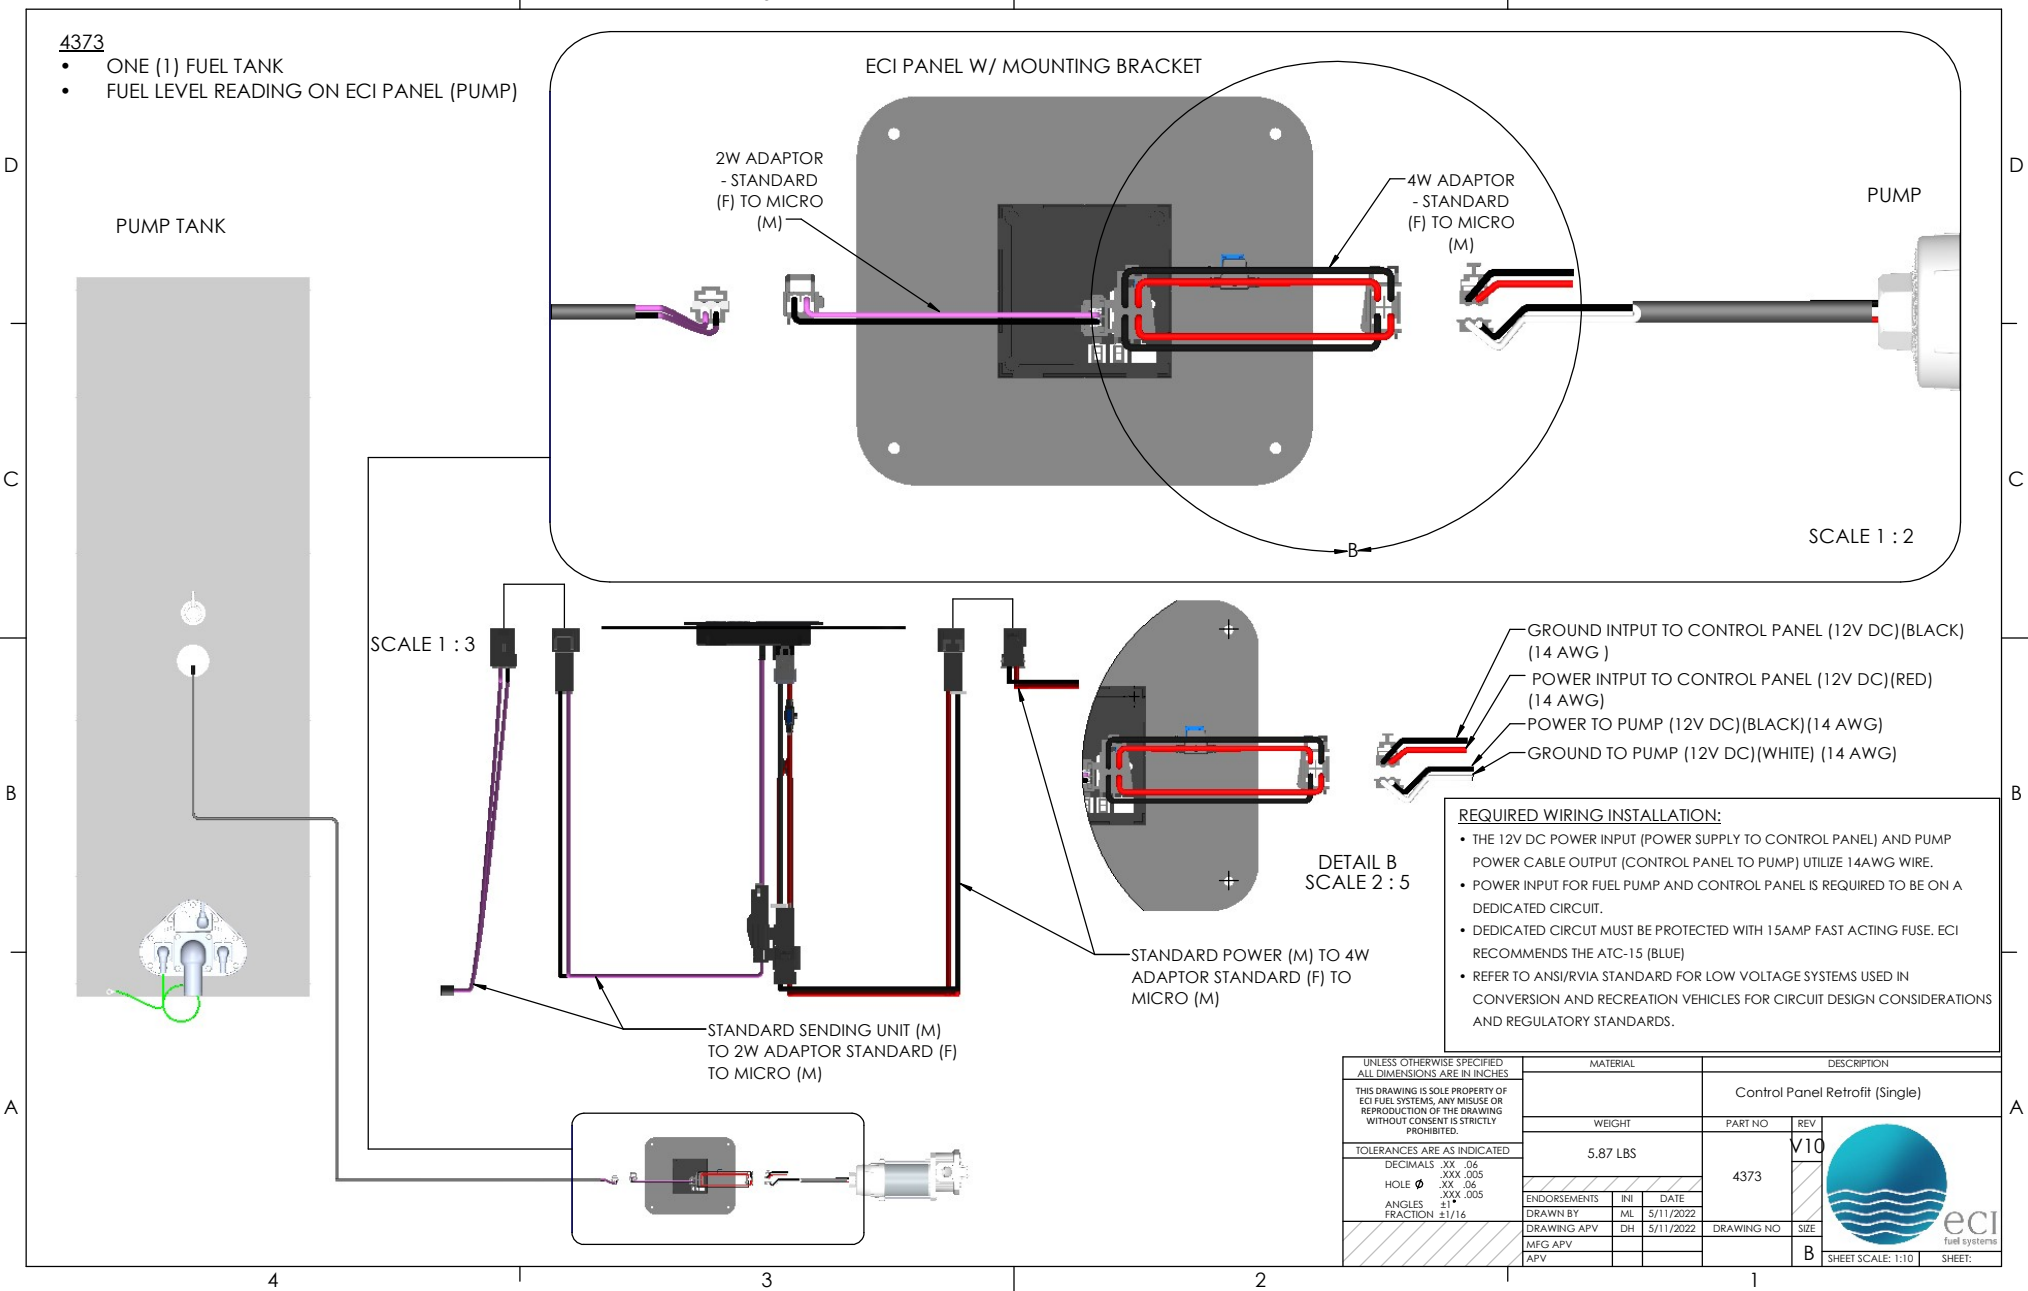 4373
• ONE (1) FUEL TANK
• FUEL LEVEL READING ON ECI PANEL (PUMP)
ECI PANEL W/ MOUNTING BRACKET
2W ADAPTOR
- STANDARD
(F) TO MICRO
(M)
4W ADAPTOR
- STANDARD
(F) TO MICRO
(M)
PUMP
PUMP TANK
B
SCALE 1 : 2
D
D
C
C
B
B
A
A
SCALE 1 : 3
GROUND INTPUT TO CONTROL PANEL (12V DC)(BLACK)
(14 AWG )
POWER INTPUT TO CONTROL PANEL (12V DC)(RED)
(14 AWG)
POWER TO PUMP (12V DC)(BLACK)(14 AWG)
GROUND TO PUMP (12V DC)(WHITE) (14 AWG)
DETAIL B
SCALE 2 : 5
STANDARD POWER (M) TO 4W
ADAPTOR STANDARD (F) TO
MICRO (M)
STANDARD SENDING UNIT (M)
TO 2W ADAPTOR STANDARD (F)
TO MICRO (M)
REQUIRED WIRING INSTALLATION:
• THE 12V DC POWER INPUT (POWER SUPPLY TO CONTROL PANEL) AND PUMP
POWER CABLE OUTPUT (CONTROL PANEL TO PUMP) UTILIZE 14AWG WIRE.
• POWER INPUT FOR FUEL PUMP AND CONTROL PANEL IS REQUIRED TO BE ON A
DEDICATED CIRCUIT.
• DEDICATED CIRCUT MUST BE PROTECTED WITH 15AMP FAST ACTING FUSE. ECI
RECOMMENDS THE ATC-15 (BLUE)
• REFER TO ANSI/RVIA STANDARD FOR LOW VOLTAGE SYSTEMS USED IN
CONVERSION AND RECREATION VEHICLES FOR CIRCUIT DESIGN CONSIDERATIONS
AND REGULATORY STANDARDS.
UNLESS OTHERWISE SPECIFIED
ALL DIMENSIONS ARE IN INCHES
THIS DRAWING IS SOLE PROPERTY OF
ECI FUEL SYSTEMS, ANY MISUSE OR
REPRODUCTION OF THE DRAWING
WITHOUT CONSENT IS STRICTLY
PROHIBITED.
TOLERANCES ARE AS INDICATED
DECIMALS .XX .06
.XXX .005
HOLE Ø .XX .06
.XXX .005
ANGLES ±1°
FRACTION ±1/16
MATERIAL
WEIGHT
5.87 LBS
ENDORSEMENTS INI DATE
DRAWN BY ML 5/11/2022
DRAWING APV DH 5/11/2022
MFG APV
APV
DESCRIPTION
Control Panel Retrofit (Single)
PART NO REV
4373 V10
DRAWING NO SIZE
B
eCI
fuel systems
SHEET SCALE: 1:10 SHEET:
4
3
2
1